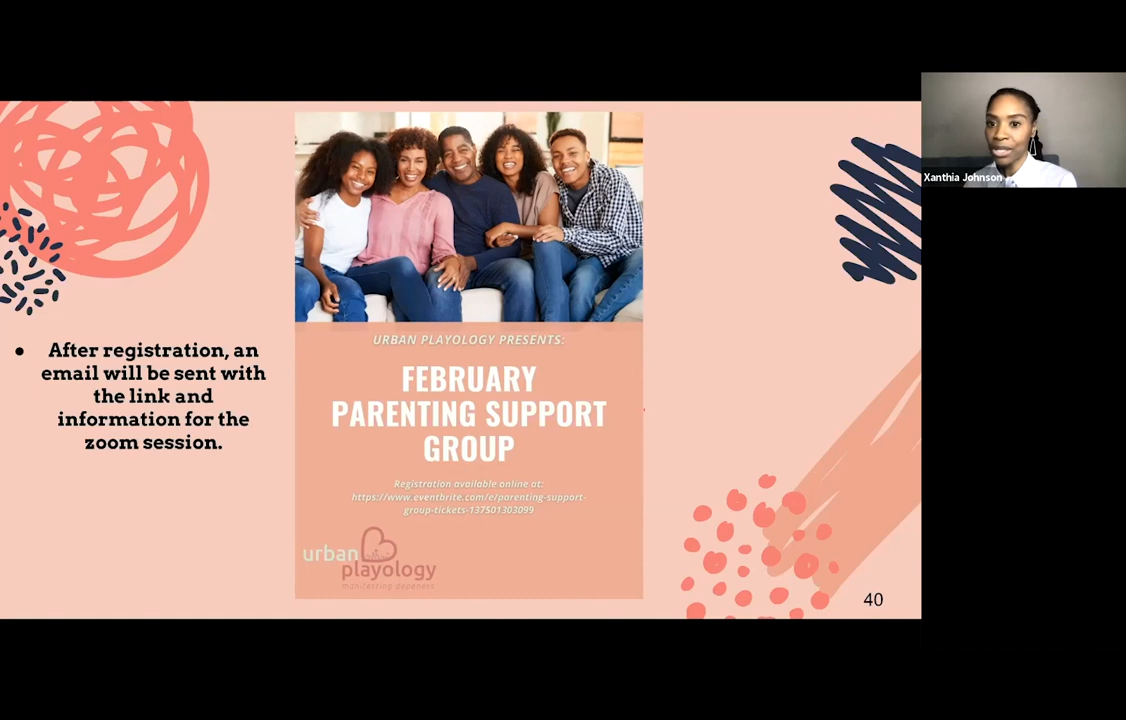 ● After registration, an
email will be sent with
the link and
information for the
zoom session.
URBAN PLAYOLOGY PRESENTS:
FEBRUARY
PARENTING SUPPORT
GROUP
Registration available online at:
https://www.eventbrite.com/e/parenting-support-
group-tickets-137501303099
urban
playology
manifesting depeness
40
Xanthia Johnson